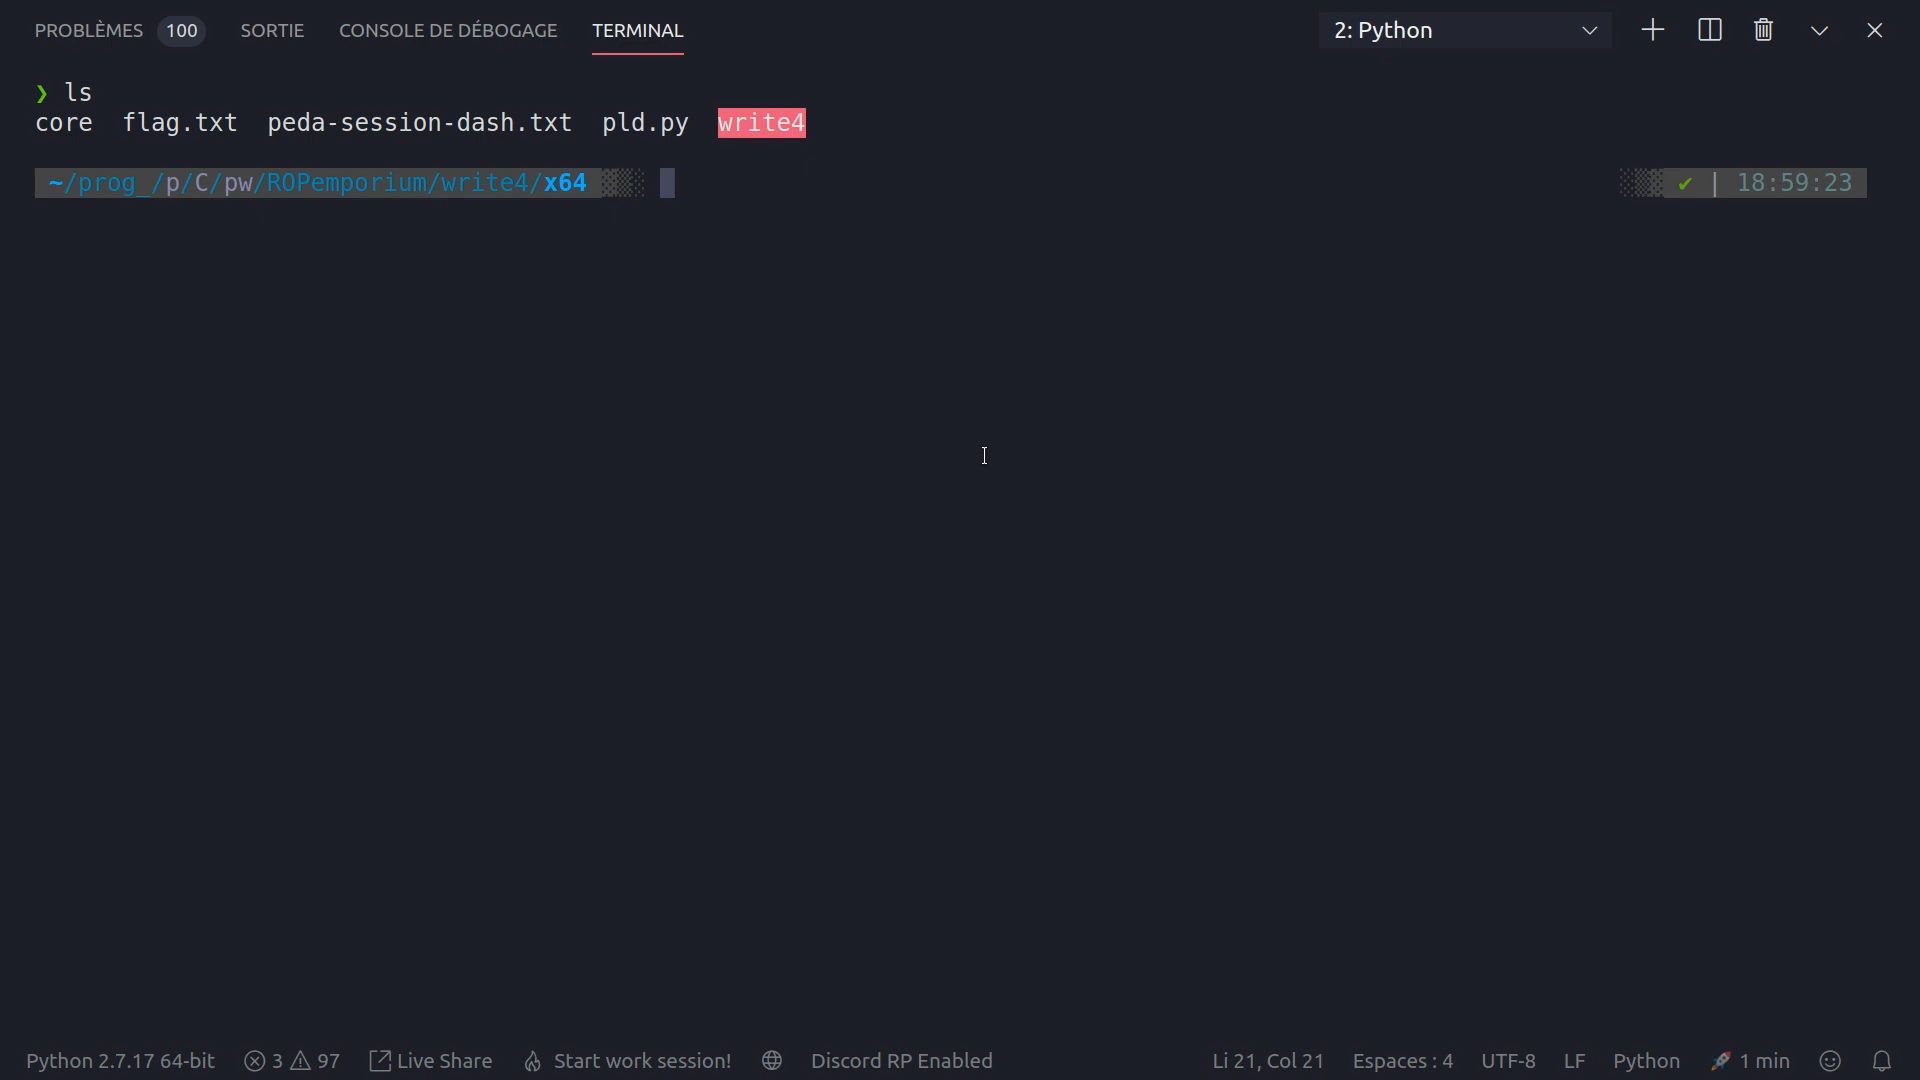 PROBLÈMES 100 SORTIE CONSOLE DE DÉBOGAGE TERMINAL 2: Python
❯ ls
core flag.txt peda-session-dash.txt pld.py write4
~/prog_/p/C/pw/ROPemporium/write4/x64 ✔ | 18:59:23
Python 2.7.17 64-bit 3 97 Live Share Start work session! Discord RP Enabled Li 21, Col 21 Espaces : 4 UTF-8 LF Python 🚀 1 min